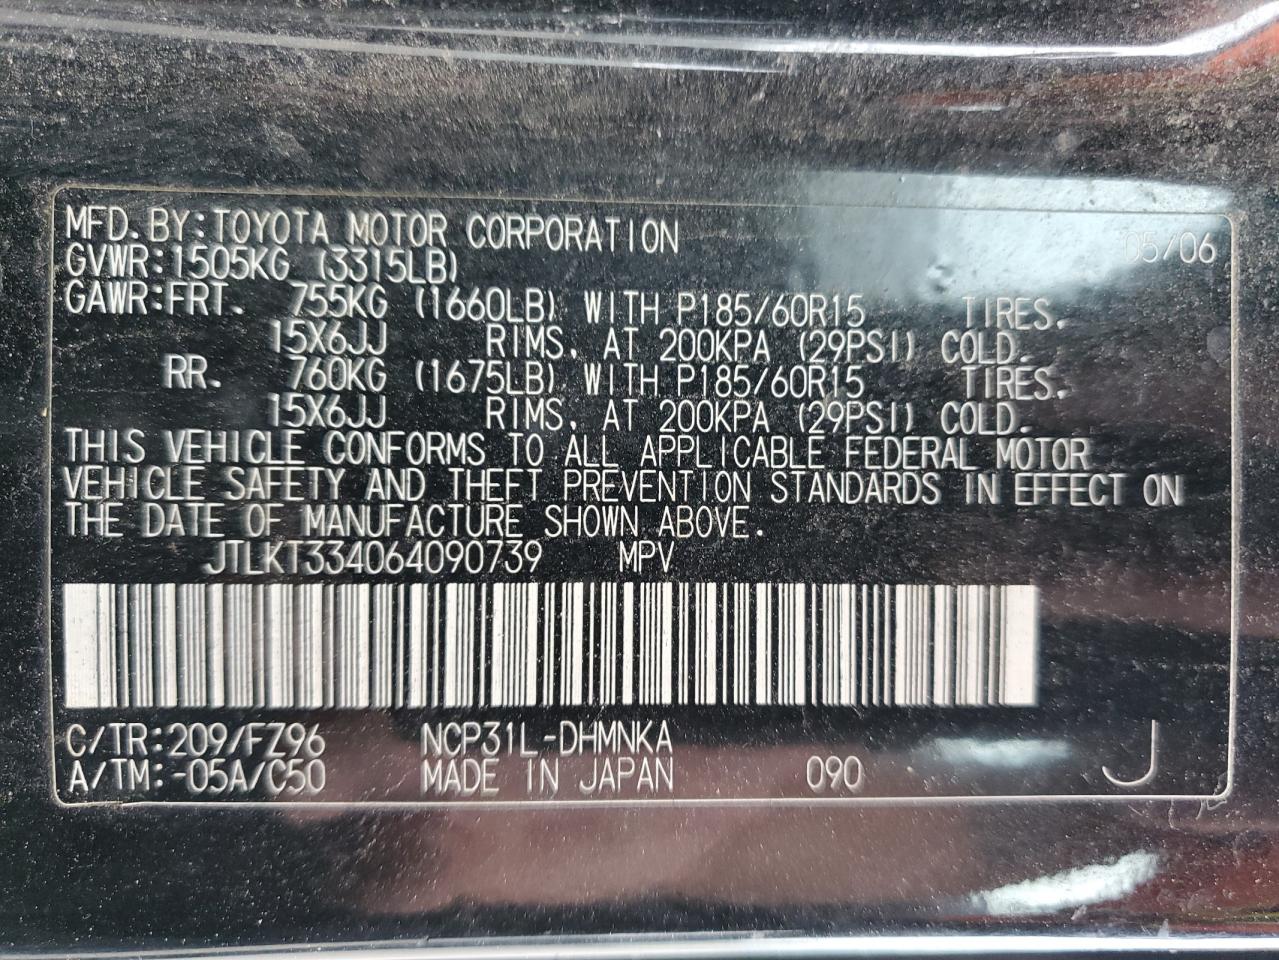 MFD. BY: TOYOTA MOTOR CORPORATION 05/06
GVWR: 1505KG (3315LB)
GAWR: FRT. 755KG (1660LB) WITH P185/60R15 TIRES.
15X6JJ RIMS, AT 200KPA (29PSI) COLD.
RR. 760KG (1675LB) WITH P185/60R15 TIRES.
15X6JJ RIMS, AT 200KPA (29PSI) COLD.
THIS VEHICLE CONFORMS TO ALL APPLICABLE FEDERAL MOTOR
VEHICLE SAFETY AND THEFT PREVENTION STANDARDS IN EFFECT ON
THE DATE OF MANUFACTURE SHOWN ABOVE.
JTLKT334064090739 MPV
C/TR: 209/FZ96 NCP31L-DHMNKA
A/TM: -05A/C50 MADE IN JAPAN 090 J